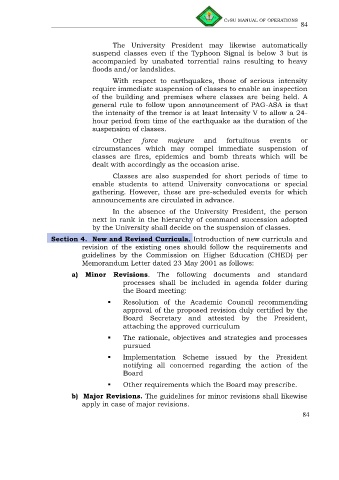 CvSU MANUAL OF OPERATIONS
84
The University President may likewise automatically
suspend classes even if the Typhoon Signal is below 3 but is
accompanied by unabated torrential rains resulting to heavy
floods and/or landslides.
With respect to earthquakes, those of serious intensity
require immediate suspension of classes to enable an inspection
of the building and premises where classes are being held. A
general rule to follow upon announcement of PAG-ASA is that
the intensity of the tremor is at least Intensity V to allow a 24-
hour period from time of the earthquake as the duration of the
suspension of classes.
Other force majeure and fortuitous events or
circumstances which may compel immediate suspension of
classes are fires, epidemics and bomb threats which will be
dealt with accordingly as the occasion arise.
Classes are also suspended for short periods of time to
enable students to attend University convocations or special
gathering. However, these are pre-scheduled events for which
announcements are circulated in advance.
In the absence of the University President, the person
next in rank in the hierarchy of command succession adopted
by the University shall decide on the suspension of classes.
Section 4. New and Revised Curricula. Introduction of new curricula and
revision of the existing ones should follow the requirements and
guidelines by the Commission on Higher Education (CHED) per
Memorandum Letter dated 23 May 2001 as follows:
a) Minor Revisions. The following documents and standard
processes shall be included in agenda folder during
the Board meeting:
▪ Resolution of the Academic Council recommending
approval of the proposed revision duly certified by the
Board Secretary and attested by the President,
attaching the approved curriculum
▪ The rationale, objectives and strategies and processes
pursued
▪ Implementation Scheme issued by the President
notifying all concerned regarding the action of the
Board
▪ Other requirements which the Board may prescribe.
b) Major Revisions. The guidelines for minor revisions shall likewise
apply in case of major revisions.
84